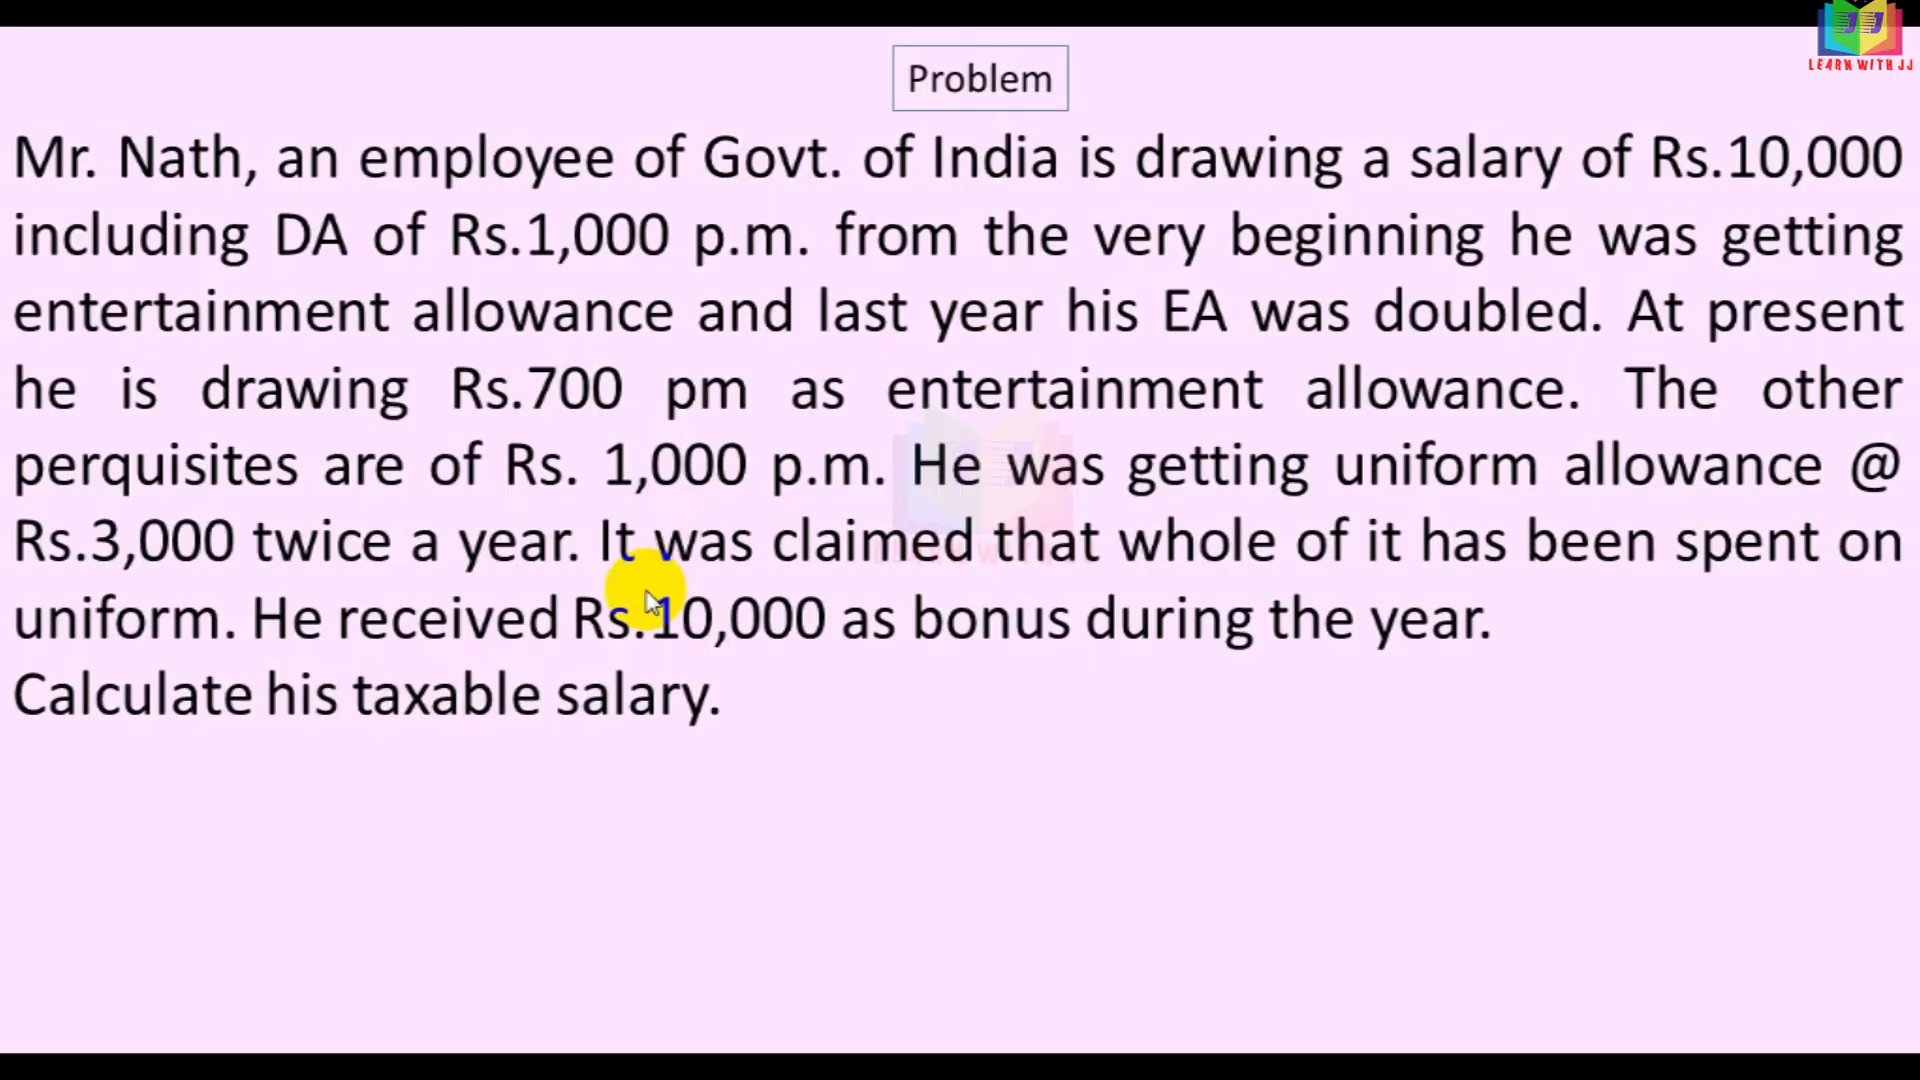 LEARN WITH JJ
Problem
Mr. Nath, an employee of Govt. of India is drawing a salary of Rs.10,000
including DA of Rs.1,000 p.m. from the very beginning he was getting
entertainment allowance and last year his EA was doubled. At present
he is drawing Rs.700 pm as entertainment allowance. The other
perquisites are of Rs. 1,000 p.m. He was getting uniform allowance @
Rs.3,000 twice a year. It was claimed that whole of it has been spent on
uniform. He received Rs.10,000 as bonus during the year.
Calculate his taxable salary.